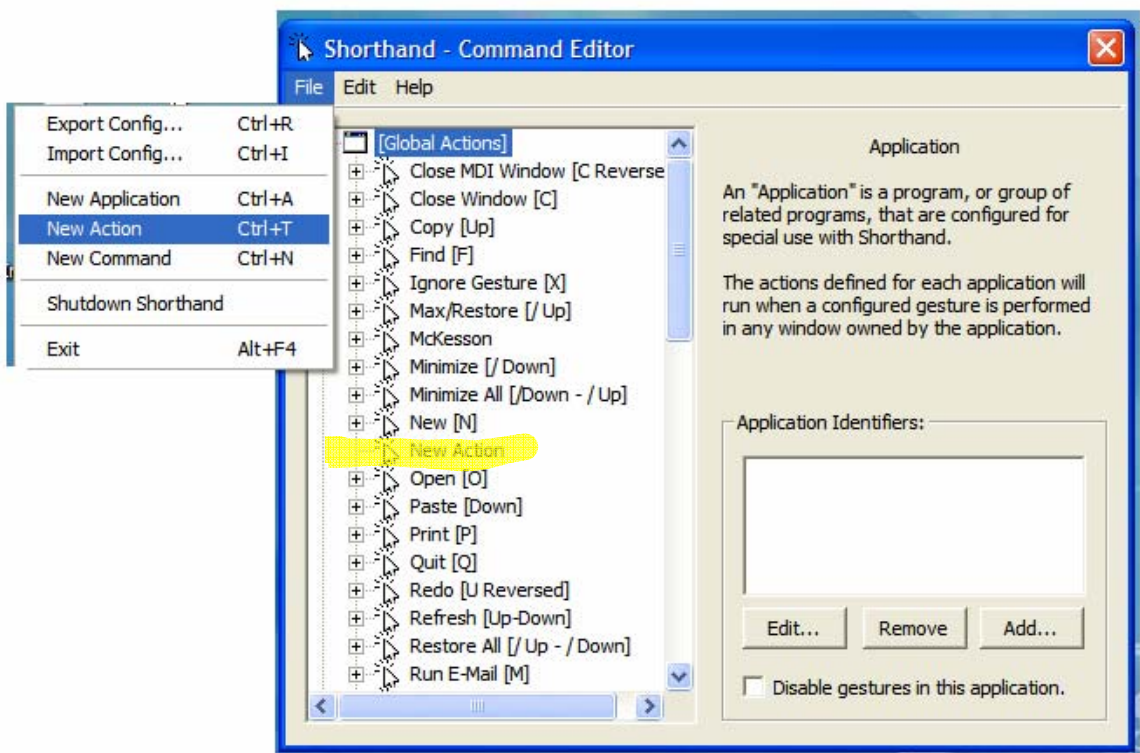 Shorthand - Command Editor
File Edit Help
Export Config... Ctrl+R
Import Config... Ctrl+I
New Application Ctrl+A
New Action Ctrl+T
New Command Ctrl+N
Shutdown Shorthand
Exit Alt+F4
[Global Actions]
Close MDI Window [C Reverse
Close Window [C]
Copy [Up]
Find [F]
Ignore Gesture [X]
Max/Restore [/ Up]
McKesson
Minimize [/ Down]
Minimize All [/Down - / Up]
New [N]
New Action
Open [O]
Paste [Down]
Print [P]
Quit [Q]
Redo [U Reversed]
Refresh [Up-Down]
Restore All [/ Up - / Down]
Run E-Mail [M]
Application
An "Application" is a program, or group of
related programs, that are configured for
special use with Shorthand.
The actions defined for each application will
run when a configured gesture is performed
in any window owned by the application.
Application Identifiers:
Edit... Remove Add...
Disable gestures in this application.